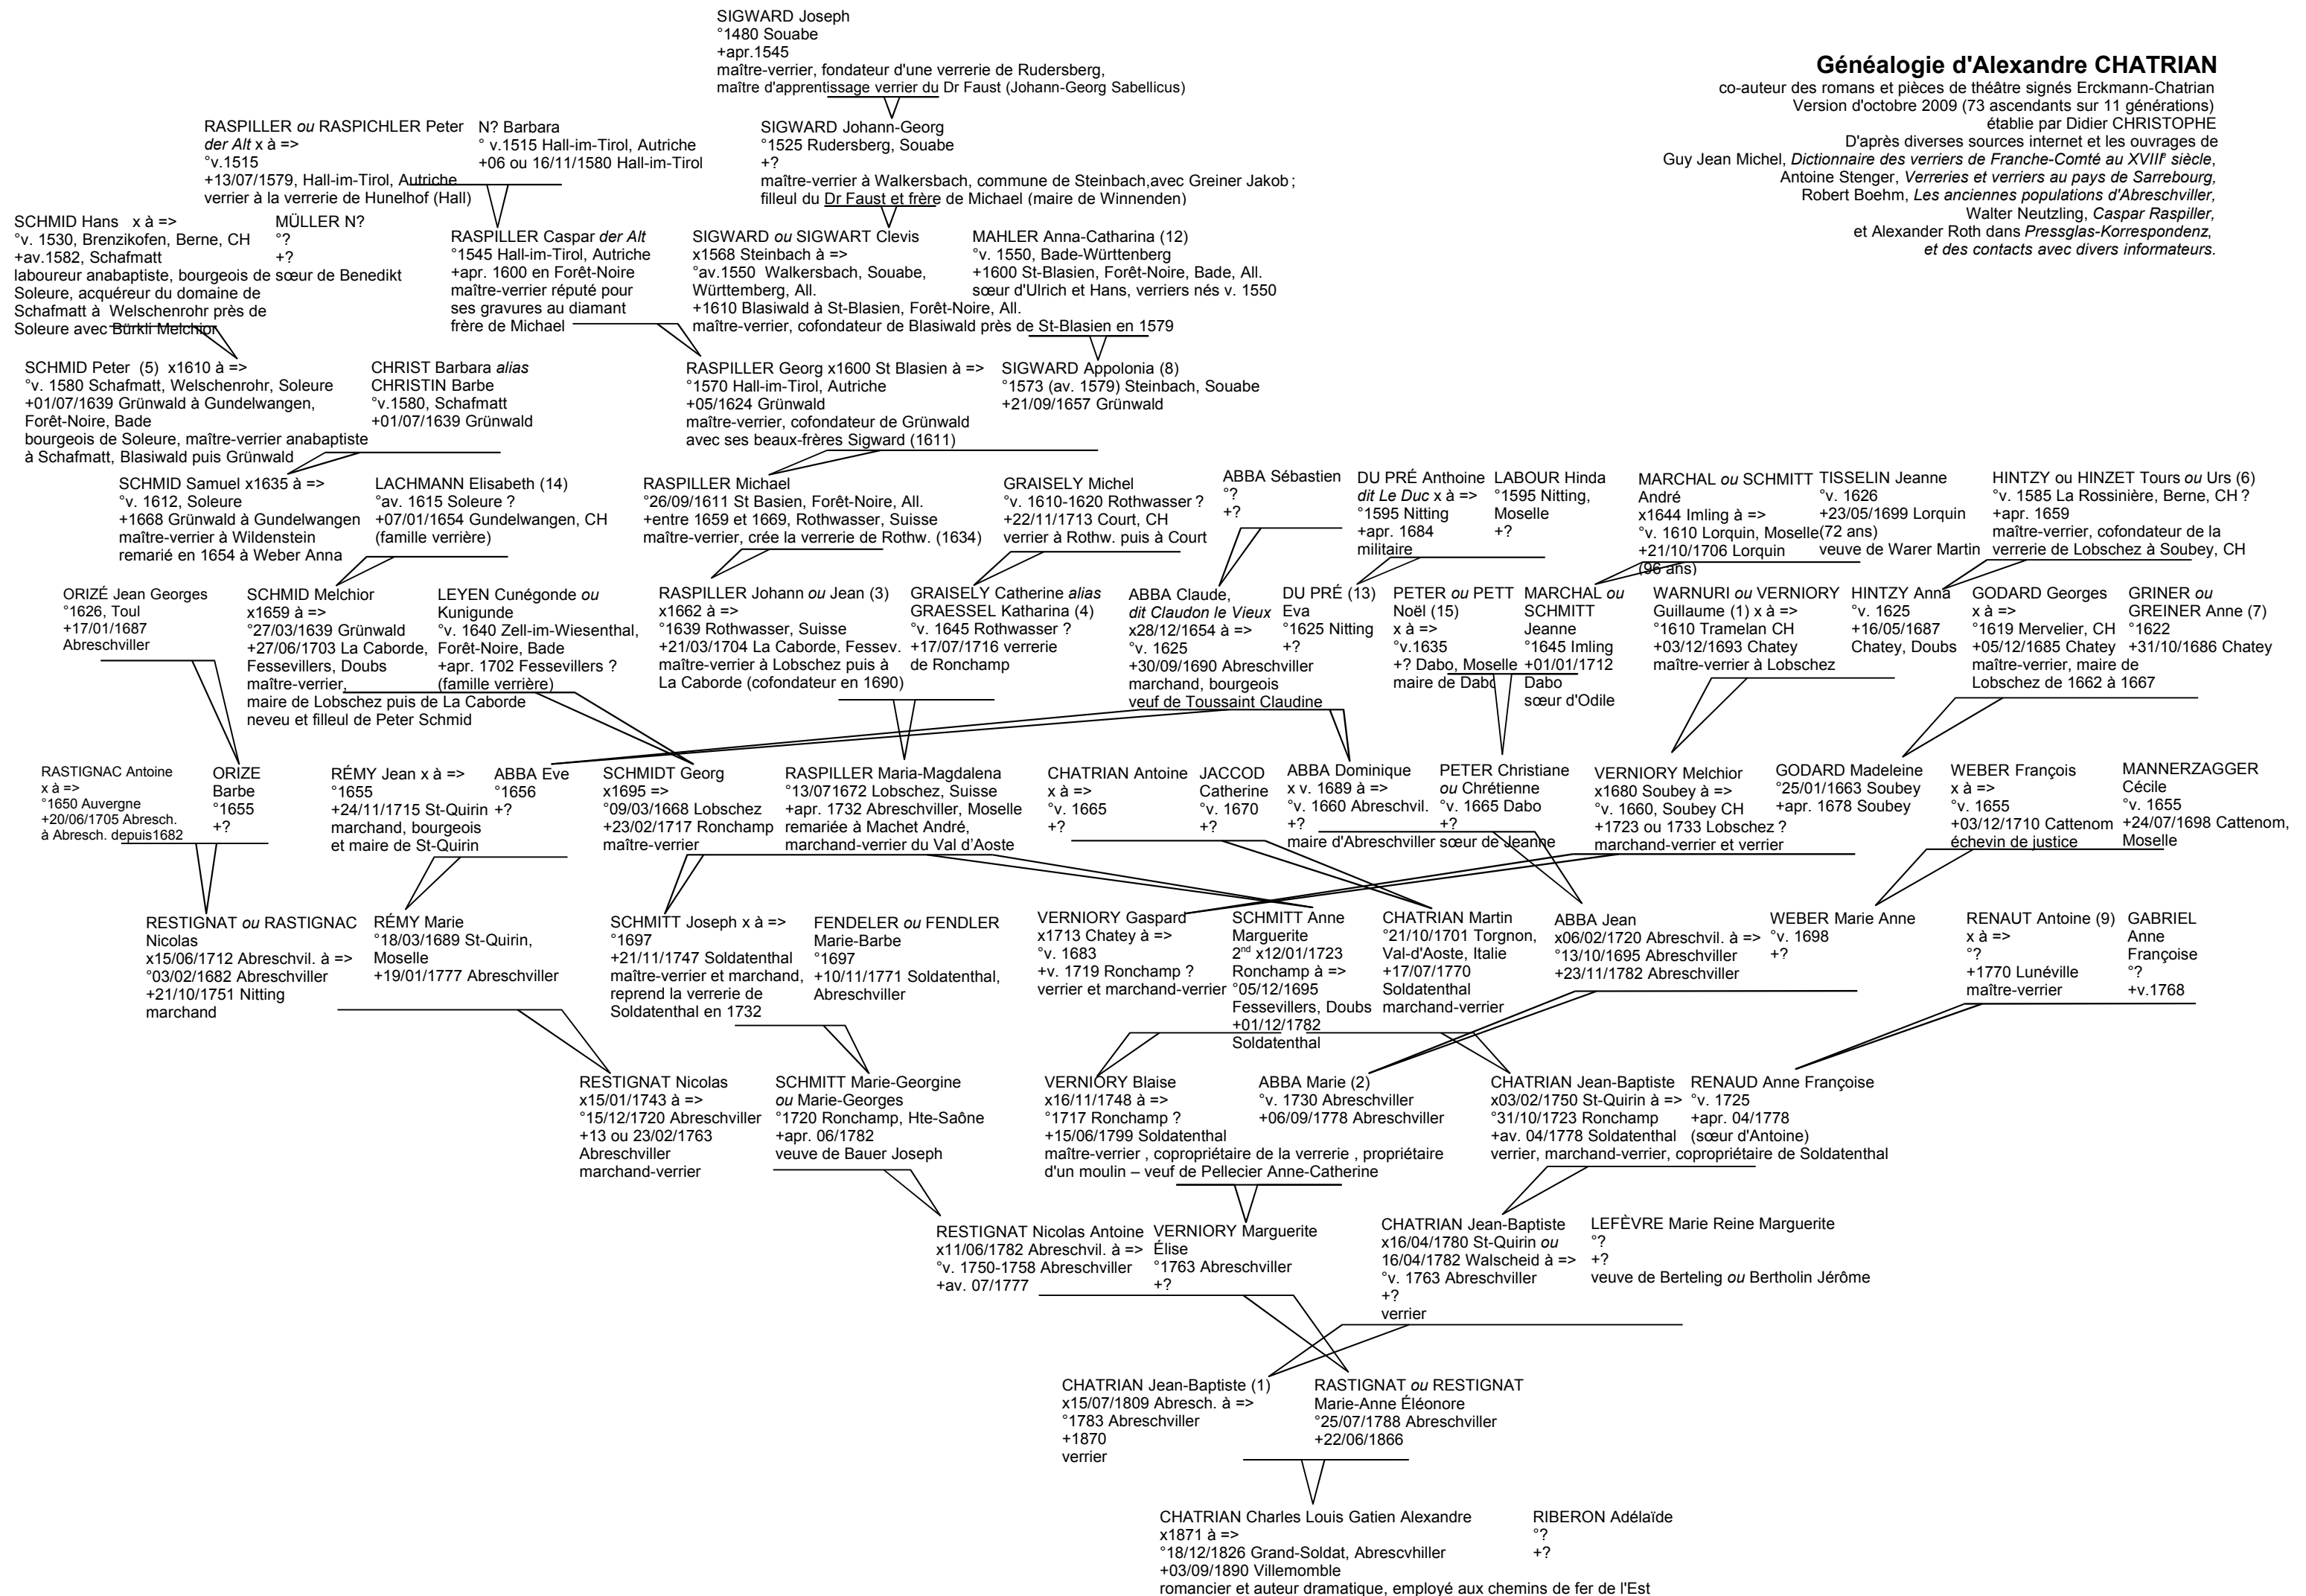 SIGWARD Joseph
°1480 Souabe
+apr.1545
maître-verrier, fondateur d'une verrerie de Rudersberg,
maître d'apprentissage verrier du Dr Faust (Johann-Georg Sabellicus)
Généalogie d'Alexandre CHATRIAN
co-auteur des romans et pièces de théâtre signés Erckmann-Chatrian
Version d'octobre 2009 (73 ascendants sur 11 générations)
établie par Didier CHRISTOPHE
D'après diverses sources internet et les ouvrages de
Guy Jean Michel, Dictionnaire des verriers de Franche-Comté au XVIIIe siècle,
Antoine Stenger, Verreries et verriers au pays de Sarrebourg,
Robert Boehm, Les anciennes populations d'Abreschviller,
Walter Neutzling, Caspar Raspiller,
et Alexander Roth dans Pressglas-Korrespondenz,
et des contacts avec divers informateurs.
RASPILLER ou RASPICHLER Peter
der Alt x à =>
°v.1515
+13/07/1579, Hall-im-Tirol, Autriche
verrier à la verrerie de Hunelhof (Hall)
N? Barbara
° v.1515 Hall-im-Tirol, Autriche
+06 ou 16/11/1580 Hall-im-Tirol
SIGWARD Johann-Georg
°1525 Rudersberg, Souabe
+?
maître-verrier à Walkersbach, commune de Steinbach,avec Greiner Jakob ;
filleul du Dr Faust et frère de Michael (maire de Winnenden)
SCHMID Hans x à =>
°v. 1530, Brenzikofen, Berne, CH
+av.1582, Schafmatt
laboureur anabaptiste, bourgeois de
Soleure, acquéreur du domaine de
Schafmatt à Welschenrohr près de
Soleure avec Bürkli Melchior
MÜLLER N?
°?
+?
sœur de Benedikt
RASPILLER Caspar der Alt
°1545 Hall-im-Tirol, Autriche
+apr. 1600 en Forêt-Noire
maître-verrier réputé pour
ses gravures au diamant
frère de Michael
SIGWARD ou SIGWART Clevis
x1568 Steinbach à =>
°av.1550 Walkersbach, Souabe,
Württemberg, All.
+1610 Blasiwald à St-Blasien, Forêt-Noire, All.
maître-verrier, cofondateur de Blasiwald près de St-Blasien en 1579
MAHLER Anna-Catharina (12)
°v. 1550, Bade-Württenberg
+1600 St-Blasien, Forêt-Noire, Bade, All.
sœur d'Ulrich et Hans, verriers nés v. 1550
SCHMID Peter (5) x1610 à =>
°v. 1580 Schafmatt, Welschenrohr, Soleure
+01/07/1639 Grünwald à Gundelwangen,
Forêt-Noire, Bade
bourgeois de Soleure, maître-verrier anabaptiste
à Schafmatt, Blasiwald puis Grünwald
CHRIST Barbara alias
CHRISTIN Barbe
°v.1580, Schafmatt
+01/07/1639 Grünwald
RASPILLER Georg x1600 St Blasien à =>
°1570 Hall-im-Tirol, Autriche
+05/1624 Grünwald
maître-verrier, cofondateur de Grünwald
avec ses beaux-frères Sigward (1611)
SIGWARD Appolonia (8)
°1573 (av. 1579) Steinbach, Souabe
+21/09/1657 Grünwald
SCHMID Samuel x1635 à =>
°v. 1612, Soleure
+1668 Grünwald à Gundelwangen
maître-verrier à Wildenstein
remarié en 1654 à Weber Anna
LACHMANN Elisabeth (14)
°av. 1615 Soleure ?
+07/01/1654 Gundelwangen, CH
(famille verrière)
RASPILLER Michael
°26/09/1611 St Basien, Forêt-Noire, All.
+entre 1659 et 1669, Rothwasser, Suisse
maître-verrier, crée la verrerie de Rothw. (1634)
GRAISELY Michel
°v. 1610-1620 Rothwasser ?
+22/11/1713 Court, CH
verrier à Rothw. puis à Court
ABBA Sébastien
°?
+?
DU PRÉ Anthoine
dit Le Duc x à =>
°1595 Nitting
+apr. 1684
militaire
LABOUR Hinda
°1595 Nitting,
Moselle
+?
MARCHAL ou SCHMITT
André
x1644 Imling à =>
°v. 1610 Lorquin, Moselle
+21/10/1706 Lorquin
(96 ans)
TISSELIN Jeanne
°v. 1626
+23/05/1699 Lorquin
(72 ans)
veuve de Warer Martin
HINTZY ou HINZET Tours ou Urs (6)
°v. 1585 La Rossinière, Berne, CH ?
+apr. 1659
maître-verrier, cofondateur de la
verrerie de Lobschez à Soubey, CH
ORIZÉ Jean Georges
°1626, Toul
+17/01/1687
Abreschviller
SCHMID Melchior
x1659 à =>
°27/03/1639 Grünwald
+27/06/1703 La Caborde,
Fessevillers, Doubs
maître-verrier,
maire de Lobschez puis de La Caborde
neveu et filleul de Peter Schmid
LEYEN Cunégonde ou
Kunigunde
°v. 1640 Zell-im-Wiesenthal,
Forêt-Noire, Bade
+apr. 1702 Fessevillers ?
(famille verrière)
RASPILLER Johann ou Jean (3)
x1662 à =>
°1639 Rothwasser, Suisse
+21/03/1704 La Caborde, Fessev.
maître-verrier à Lobschez puis à
La Caborde (cofondateur en 1690)
GRAISELY Catherine alias
GRAESSEL Katharina (4)
°v. 1645 Rothwasser ?
+17/07/1716 verrerie
de Ronchamp
ABBA Claude,
dit Claudon le Vieux
x28/12/1654 à =>
°v. 1625
+30/09/1690 Abreschviller
marchand, bourgeois
veuf de Toussaint Claudine
DU PRÉ (13)
Eva
°1625 Nitting
+?
PETER ou PETT
Noël (15)
x à =>
°v.1635
+? Dabo, Moselle
maire de Dabo
MARCHAL ou
SCHMITT
Jeanne
°1645 Imling
+01/01/1712
Dabo
sœur d'Odile
WARNURI ou VERNIORY
Guillaume (1) x à =>
°1610 Tramelan CH
+03/12/1693 Chatey
maître-verrier à Lobschez
HINTZY Anna
°v. 1625
+16/05/1687
Chatey, Doubs
GODARD Georges
x à =>
°1619 Mervelier, CH
+05/12/1685 Chatey
maître-verrier, maire de
Lobschez de 1662 à 1667
GRINER ou
GREINER Anne (7)
°1622
+31/10/1686 Chatey
RASTIGNAC Antoine
x à =>
°1650 Auvergne
+20/06/1705 Abresch.
à Abresch. depuis1682
ORIZE
Barbe
°1655
+?
RÉMY Jean x à =>
°1655
+24/11/1715 St-Quirin
marchand, bourgeois
et maire de St-Quirin
ABBA Eve
°1656
+?
SCHMIDT Georg
x1695 =>
°09/03/1668 Lobschez
+23/02/1717 Ronchamp
maître-verrier
RASPILLER Maria-Magdalena
°13/071672 Lobschez, Suisse
+apr. 1732 Abreschviller, Moselle
remariée à Machet André,
marchand-verrier du Val d'Aoste
CHATRIAN Antoine
x à =>
°v. 1665
+?
JACCOD
Catherine
°v. 1670
+?
ABBA Dominique
x v. 1689 à =>
°v. 1660 Abreschvil.
+?
maire d'Abreschviller
PETER Christiane
ou Chrétienne
°v. 1665 Dabo
+?
sœur de Jeanne
VERNIORY Melchior
x1680 Soubey à =>
°v. 1660, Soubey CH
+1723 ou 1733 Lobschez ?
marchand-verrier et verrier
GODARD Madeleine
°25/01/1663 Soubey
+apr. 1678 Soubey
WEBER François
x à =>
°v. 1655
+03/12/1710 Cattenom
échevin de justice
MANNERZAGGER
Cécile
°v. 1655
+24/07/1698 Cattenom,
Moselle
RESTIGNAT ou RASTIGNAC
Nicolas
x15/06/1712 Abreschvil. à =>
°03/02/1682 Abreschviller
+21/10/1751 Nitting
marchand
RÉMY Marie
°18/03/1689 St-Quirin,
Moselle
+19/01/1777 Abreschviller
SCHMITT Joseph x à =>
°1697
+21/11/1747 Soldatenthal
maître-verrier et marchand,
reprend la verrerie de
Soldatenthal en 1732
FENDELER ou FENDLER
Marie-Barbe
°1697
+10/11/1771 Soldatenthal,
Abreschviller
VERNIORY Gaspard
x1713 Chatey à =>
°v. 1683
+v. 1719 Ronchamp ?
verrier et marchand-verrier
SCHMITT Anne
Marguerite
2nd x12/01/1723
Ronchamp à =>
°05/12/1695
Fessevillers, Doubs
+01/12/1782
Soldatenthal
CHATRIAN Martin
°21/10/1701 Torgnon,
Val-d'Aoste, Italie
+17/07/1770
Soldatenthal
marchand-verrier
ABBA Jean
x06/02/1720 Abreschvil. à =>
°13/10/1695 Abreschviller
+23/11/1782 Abreschviller
WEBER Marie Anne
°v. 1698
+?
RENAUT Antoine (9)
x à =>
°?
+1770 Lunéville
maître-verrier
GABRIEL
Anne
Françoise
°?
+v.1768
RESTIGNAT Nicolas
x15/01/1743 à =>
°15/12/1720 Abreschviller
+13 ou 23/02/1763
Abreschviller
marchand-verrier
SCHMITT Marie-Georgine
ou Marie-Georges
°1720 Ronchamp, Hte-Saône
+apr. 06/1782
veuve de Bauer Joseph
VERNIORY Blaise
x16/11/1748 à =>
°1717 Ronchamp ?
+15/06/1799 Soldatenthal
maître-verrier , copropriétaire de la verrerie , propriétaire
d'un moulin – veuf de Pellecier Anne-Catherine
ABBA Marie (2)
°v. 1730 Abreschviller
+06/09/1778 Abreschviller
CHATRIAN Jean-Baptiste
x03/02/1750 St-Quirin à =>
°31/10/1723 Ronchamp
+av. 04/1778 Soldatenthal
verrier, marchand-verrier, copropriétaire de Soldatenthal
RENAUD Anne Françoise
°v. 1725
+apr. 04/1778
(sœur d'Antoine)
RESTIGNAT Nicolas Antoine
x11/06/1782 Abreschvil. à =>
°v. 1750-1758 Abreschviller
+av. 07/1777
VERNIORY Marguerite
Élise
°1763 Abreschviller
+?
CHATRIAN Jean-Baptiste
x16/04/1780 St-Quirin ou
16/04/1782 Walscheid à =>
°v. 1763 Abreschviller
+?
verrier
LEFÈVRE Marie Reine Marguerite
°?
+?
veuve de Berteling ou Bertholin Jérôme
CHATRIAN Jean-Baptiste (1)
x15/07/1809 Abresch. à =>
°1783 Abreschviller
+1870
verrier
RASTIGNAT ou RESTIGNAT
Marie-Anne Éléonore
°25/07/1788 Abreschviller
+22/06/1866
CHATRIAN Charles Louis Gatien Alexandre
x1871 à =>
°18/12/1826 Grand-Soldat, Abrescvhiller
+03/09/1890 Villemomble
romancier et auteur dramatique, employé aux chemins de fer de l'Est
RIBERON Adélaïde
°?
+?